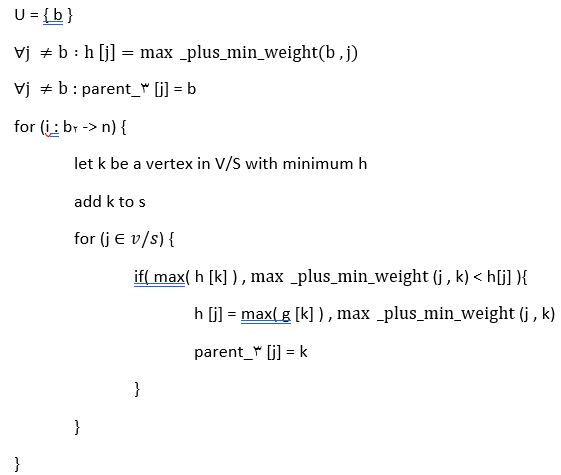 U = { b }
∀j ≠ b : h [j] = max _plus_min_weight(b , j)
∀j ≠ b : parent_۳ [j] = b
for (i : b۲ -> n) {
let k be a vertex in V/S with minimum h
add k to s
for (j ∈ v/s) {
if( max( h [k] ) , max _plus_min_weight (j , k) < h[j] ){
h [j] = max( g [k] ) , max _plus_min_weight (j , k)
parent_۳ [j] = k
}
}
}